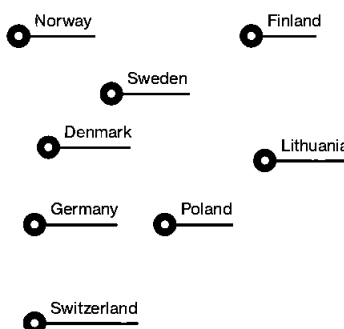 Norway
Finland
Sweden
Denmark
Lithuania
Germany
Poland
Switzerland